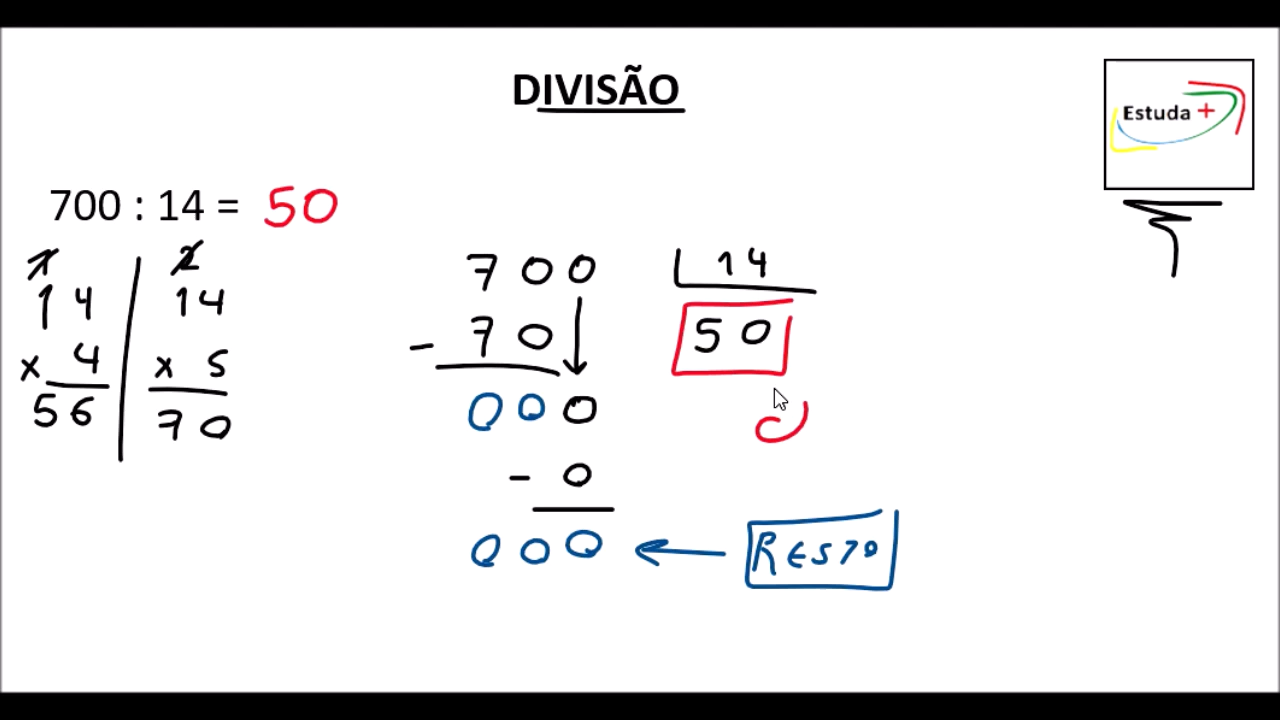 DIVISÃO
Estuda +
700 : 14 = 50
1
14
x 4
56
2
14
x 5
70
700 14
- 70 50
000
- 0
000 RESTO